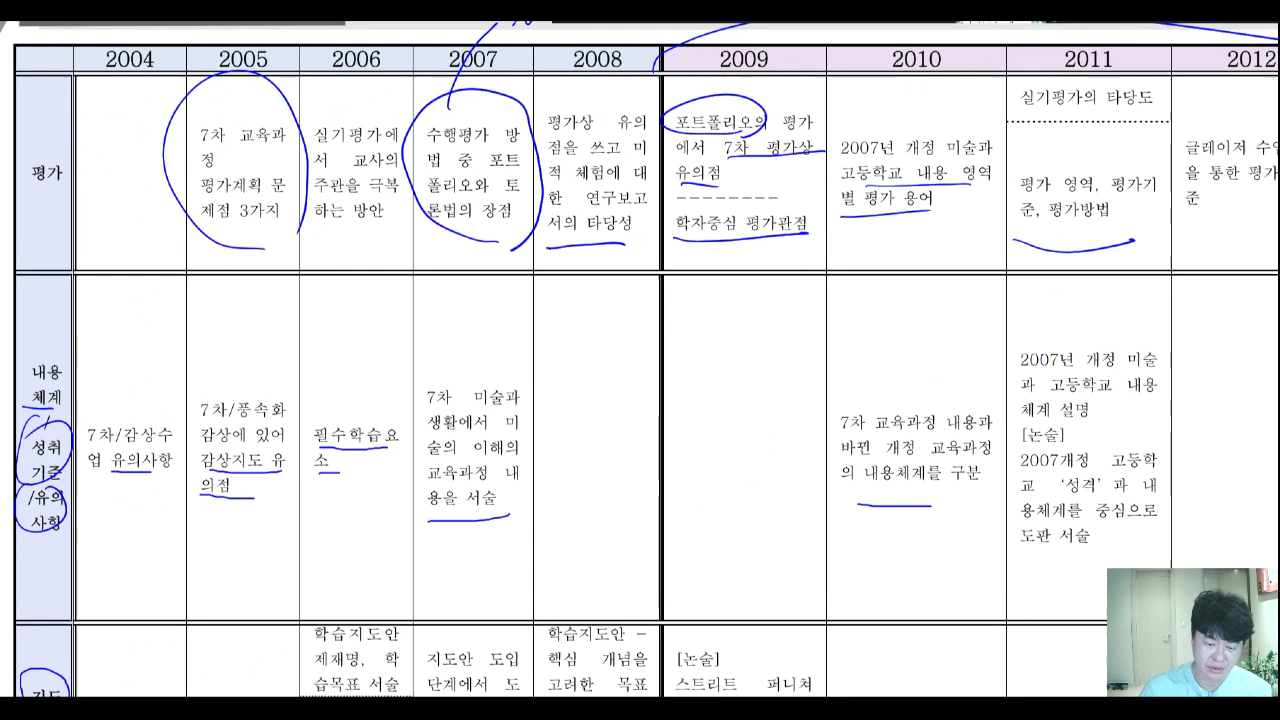 2004 2005 2006 2007 2008 2009 2010 2011 2012
평가
7차 교육과
정
평가계획 문
제점 3가지
실기평가에
서 교사의
주관을 극복
하는 방안
수행평가 방
법 중 포트
폴리오와 토
론법의 장점
평가상 유의
점을 쓰고 미
적 체험에 대
한 연구보고
서의 타당성
포트폴리오의 평가
에서 7차 평가상
유의점
---------
학자중심 평가관점
2007년 개정 미술과
고등학교 내용 영역
별 평가 용어
실기평가의 타당도
평가 영역, 평가기
준, 평가방법
글레이저 수업
을 통한 평가
준
내용
체계
/
성취
기준
/유의
사항
7차/감상수
업 유의사항
7차/풍속화
감상에 있어
감상지도 유
의점
필수학습요
소
7차 미술과
생활에서 미
술의 이해의
교육과정 내
용을 서술
7차 교육과정 내용과
바뀐 개정 교육과정
의 내용체계를 구분
2007년 개정 미술
과 고등학교 내용
체계 설명
[논술]
2007개정 고등학
교 ‘성격’과 내
용체계를 중심으로
도판 서술
학습지도안
제재명, 학
습목표 서술
지도안 도입
단계에서 도
학습지도안 –
핵심 개념을
고려한 목표
[논술]
스트리트 퍼니쳐